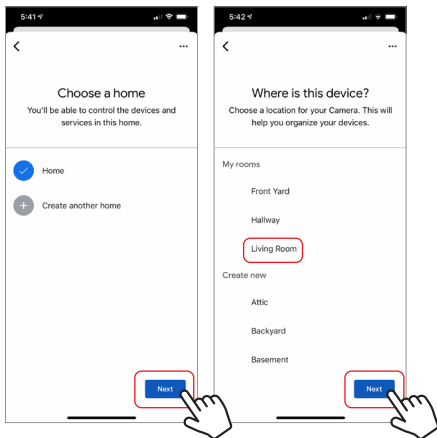 5:41
Choose a home
You'll be able to control the devices and
services in this home.
Home
Create another home
Next
5:42
Where is this device?
Choose a location for your Camera. This will
help you organize your devices.
My rooms
Front Yard
Hallway
Living Room
Create new
Attic
Backyard
Basement
Next